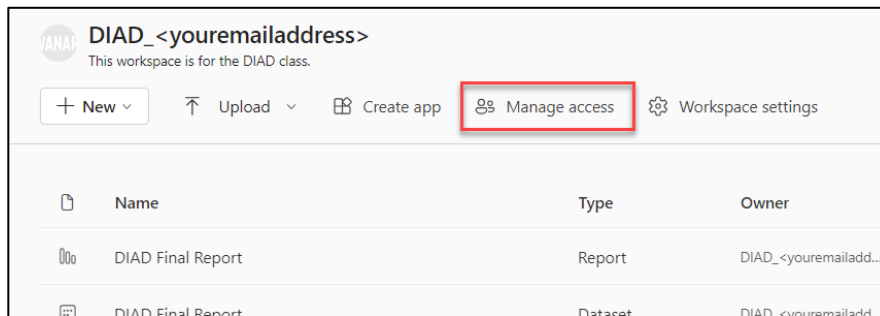 VANAR
DIAD_<youremailaddress>
This workspace is for the DIAD class.
+ New Upload Create app Manage access Workspace settings
Name Type Owner
DIAD Final Report Report DIAD_<youremailadd...
DIAD Final Report Dataset DIAD_<youremailadd